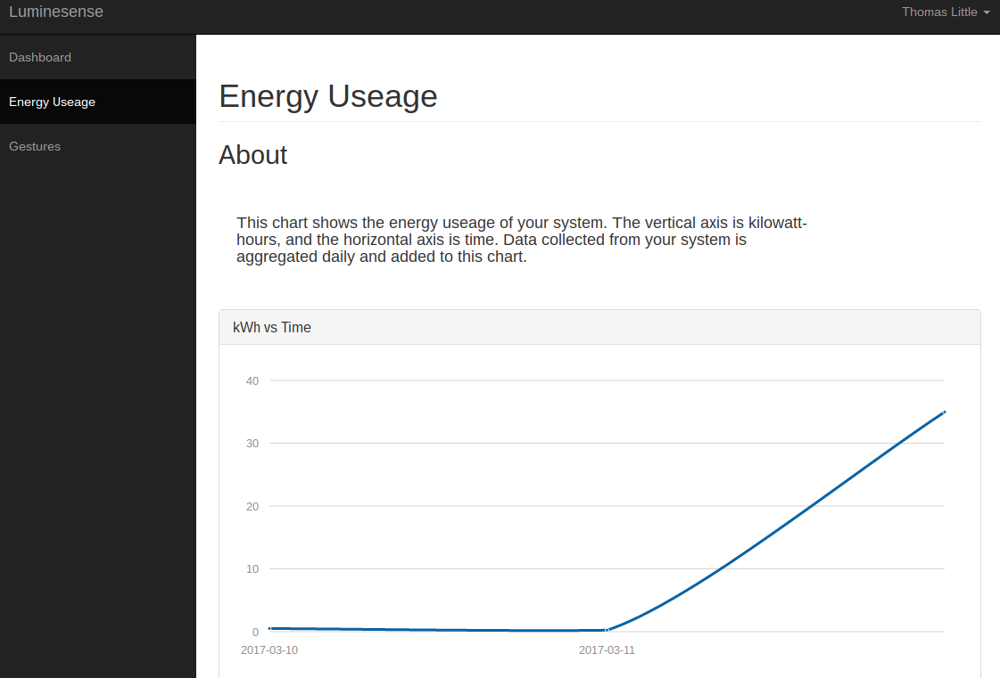 Luminesense
Thomas Little
Dashboard
Energy Useage
Gestures
Energy Useage
About
This chart shows the energy useage of your system. The vertical axis is kilowatt-
hours, and the horizontal axis is time. Data collected from your system is
aggregated daily and added to this chart.
kWh vs Time
40
30
20
10
0
2017-03-10
2017-03-11